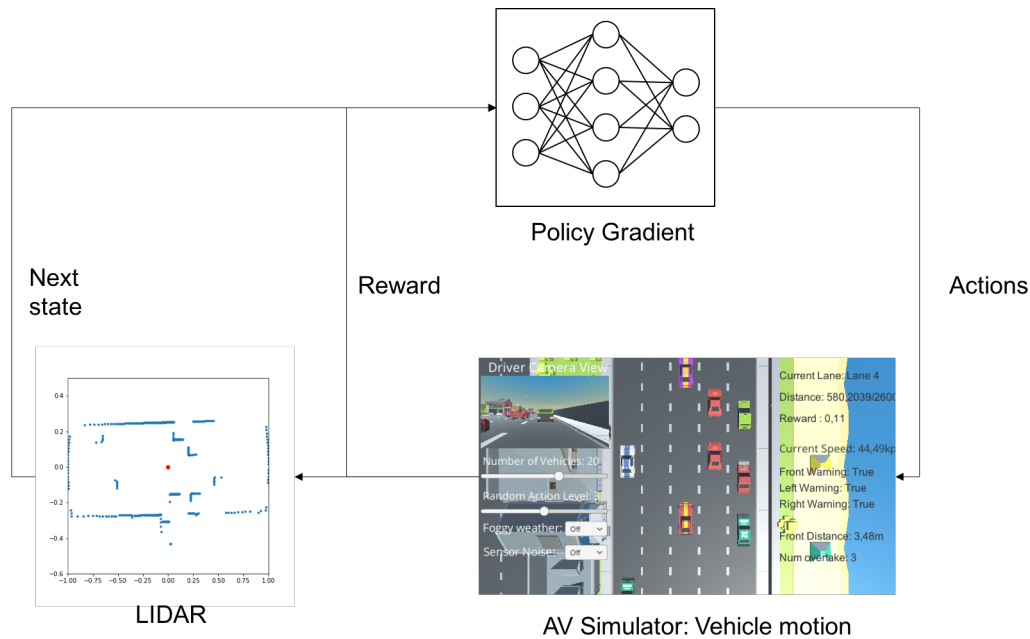 Policy Gradient
Next
state
Reward
Actions
0.4
0.2
0.0
−0.2
−0.4
−0.6
−1.00 −0.75 −0.50 −0.25 0.00 0.25 0.50 0.75 1.00
LIDAR
Driver Camera View
Number of Vehicles: 20
Random Action Level: 3
Foggy weather: Off
Sensor Noise: Off
Current Lane: Lane 4
Distance: 580,2039/2600
Reward : 0,11
Current Speed: 44,49kp
Front Warning: True
Left Warning: True
Right Warning: True
Front Distance: 3,48m
Num overtake: 3
AV Simulator: Vehicle motion